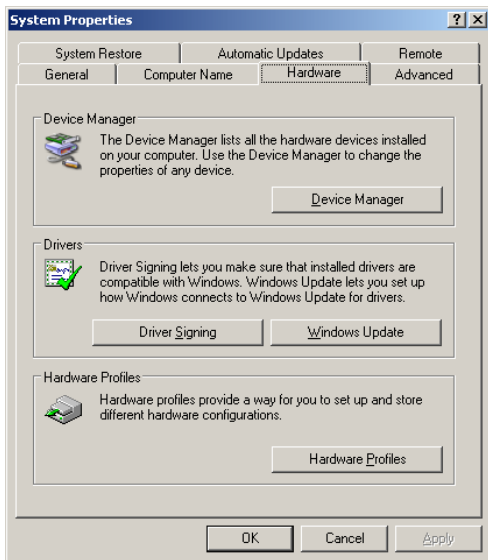 System Properties
System Restore Automatic Updates Remote
General Computer Name Hardware Advanced
Device Manager
The Device Manager lists all the hardware devices installed
on your computer. Use the Device Manager to change the
properties of any device.
Device Manager
Drivers
Driver Signing lets you make sure that installed drivers are
compatible with Windows. Windows Update lets you set up
how Windows connects to Windows Update for drivers.
Driver Signing Windows Update
Hardware Profiles
Hardware profiles provide a way for you to set up and store
different hardware configurations.
Hardware Profiles
OK Cancel Apply